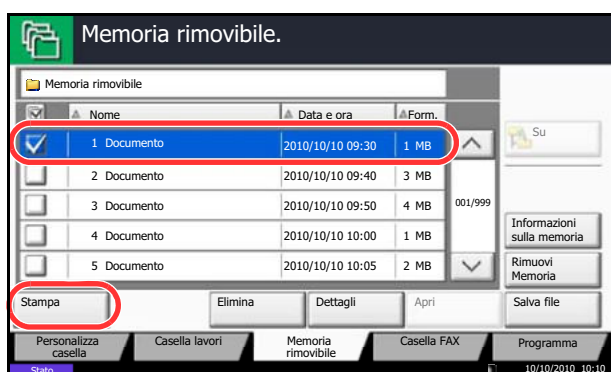 Memoria rimovibile.
Memoria rimovibile
Nome Data e ora Form.
1 Documento 2010/10/10 09:30 1 MB
Su
2 Documento 2010/10/10 09:40 3 MB
3 Documento 2010/10/10 09:50 4 MB
001/999
4 Documento 2010/10/10 10:00 1 MB
Informazioni
sulla memoria
5 Documento 2010/10/10 10:05 2 MB
Rimuovi
Memoria
Stampa Elimina Dettagli Apri Salva file
Personalizza
casella
Casella lavori
Memoria
rimovibile
Casella FAX
Programma
Stato 10/10/2010 10:10